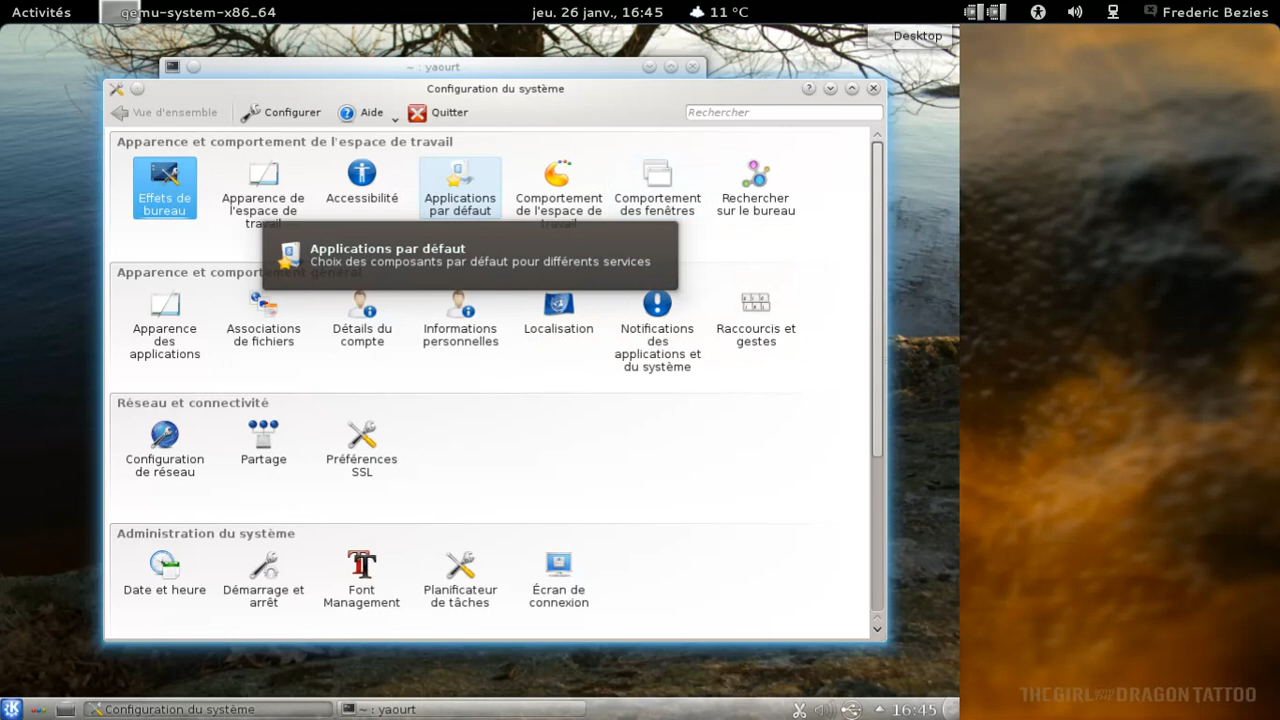 Activités
qemu-system-x86_64
jeu. 26 janv., 16:45
11 °C
Frederic Bezies
Desktop
~ : yaourt
Configuration du système
Vue d'ensemble
Configurer
Aide
Quitter
Rechercher
Apparence et comportement de l'espace de travail
Effets de
bureau
Apparence de
l'espace de
travail
Accessibilité
Applications
par défaut
Comportement
de l'espace de
travail
Comportement
des fenêtres
Rechercher
sur le bureau
Applications par défaut
Choix des composants par défaut pour différents services
Apparence et comportement général
Apparence
des
applications
Associations
de fichiers
Détails du
compte
Informations
personnelles
Localisation
Notifications
des
applications et
du système
Raccourcis et
gestes
Réseau et connectivité
Configuration
de réseau
Partage
Préférences
SSL
Administration du système
Date et heure
Démarrage et
arrêt
Font
Management
Planificateur
de tâches
Écran de
connexion
THE GIRL WITH THE DRAGON TATTOO
Configuration du système
~ : yaourt
16:45